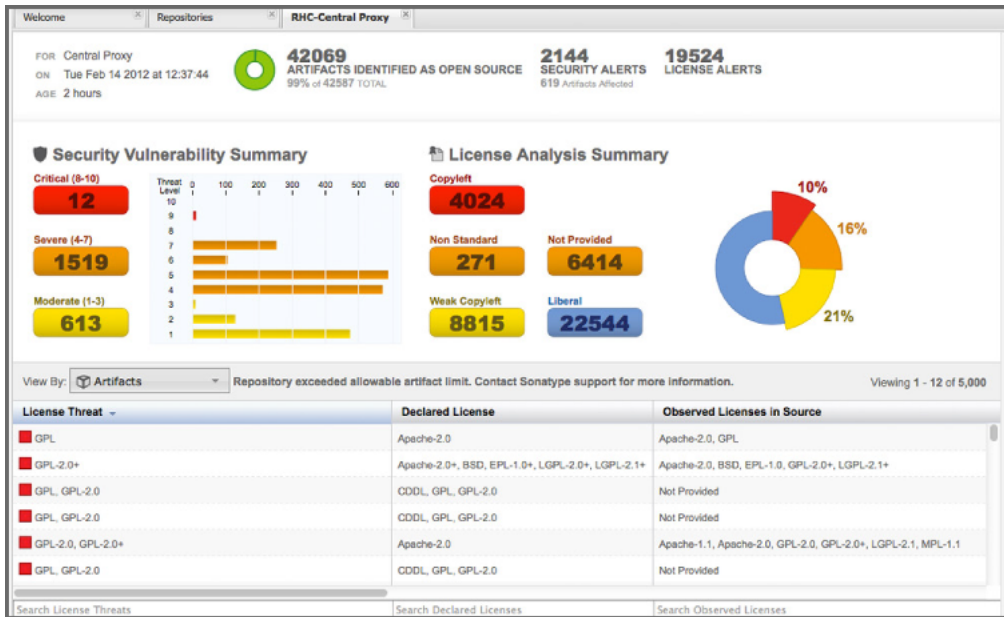 Welcome Repositories RHC-Central Proxy
FOR Central Proxy
ON Tue Feb 14 2012 at 12:37:44
AGE 2 hours
42069
ARTIFACTS IDENTIFIED AS OPEN SOURCE
99% of 42587 TOTAL
2144
SECURITY ALERTS
619 Artifacts Affected
19524
LICENSE ALERTS
Security Vulnerability Summary
Critical (8-10)
12
Severe (4-7)
1519
Moderate (1-3)
613
Threat Level 0 100 200 300 400 500 600
10
9
8
7
6
5
4
3
2
1
License Analysis Summary
Copyleft
4024
Non Standard Not Provided
271 6414
Weak Copyleft Liberal
8815 22544
10%
16%
21%
View By: Artifacts Repository exceeded allowable artifact limit. Contact Sonatype support for more information. Viewing 1 - 12 of 5,000
License Threat Declared License Observed Licenses in Source
GPL Apache-2.0 Apache-2.0, GPL
GPL-2.0+ Apache-2.0+, BSD, EPL-1.0+, LGPL-2.0+, LGPL-2.1+ Apache-2.0, BSD, EPL-1.0, GPL-2.0+, LGPL-2.1+
GPL, GPL-2.0 CDDL, GPL, GPL-2.0 Not Provided
GPL, GPL-2.0 CDDL, GPL, GPL-2.0 Not Provided
GPL-2.0, GPL-2.0+ Apache-2.0 Apache-1.1, Apache-2.0, GPL-2.0, GPL-2.0+, LGPL-2.1, MPL-1.1
GPL, GPL-2.0 CDDL, GPL, GPL-2.0 Not Provided
Search License Threats Search Declared Licenses Search Observed Licenses